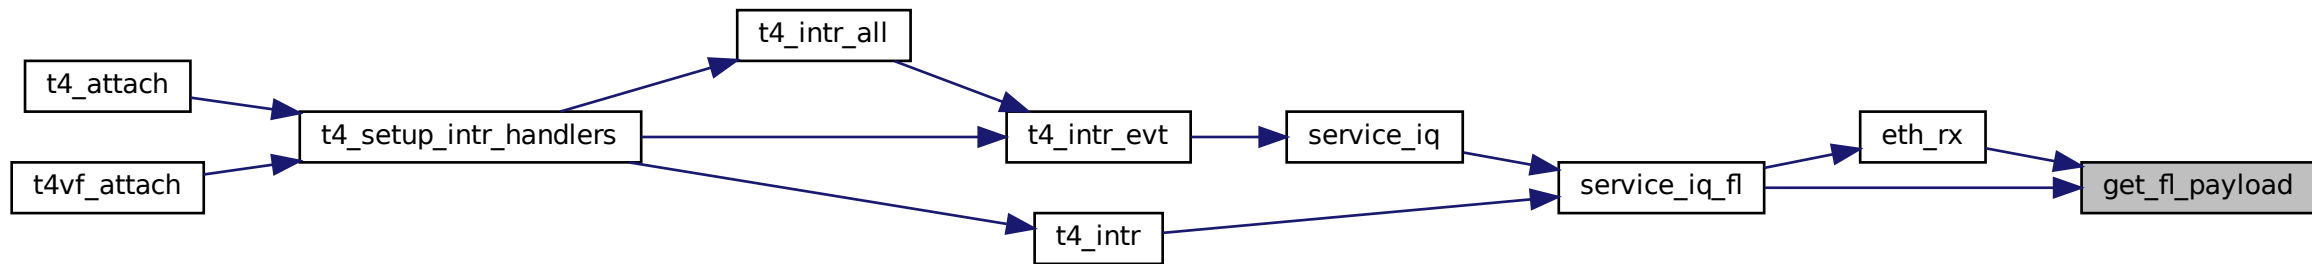 t4_attach
t4vf_attach
t4_setup_intr_handlers
t4_intr_all
t4_intr_evt
t4_intr
service_iq
service_iq_fl
eth_rx
get_fl_payload